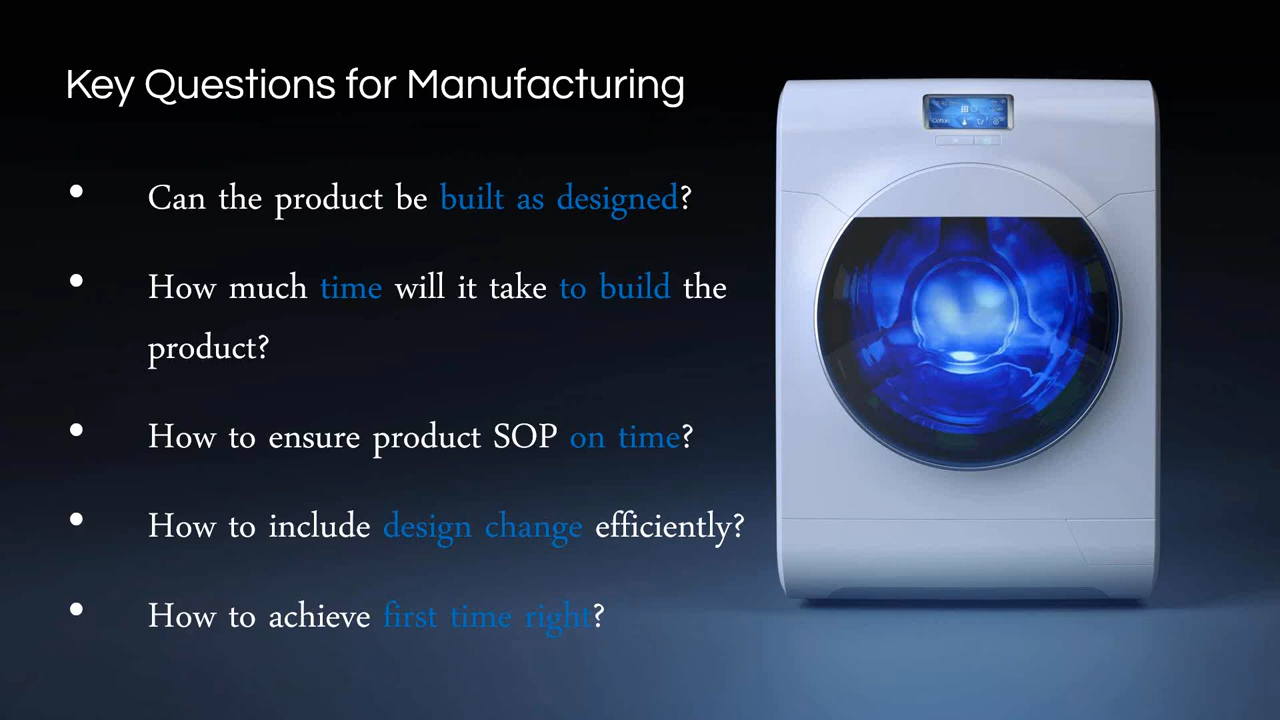 Key Questions for Manufacturing
• Can the product be built as designed?
• How much time will it take to build the
product?
• How to ensure product SOP on time?
• How to include design change efficiently?
• How to achieve first time right?
Cotton